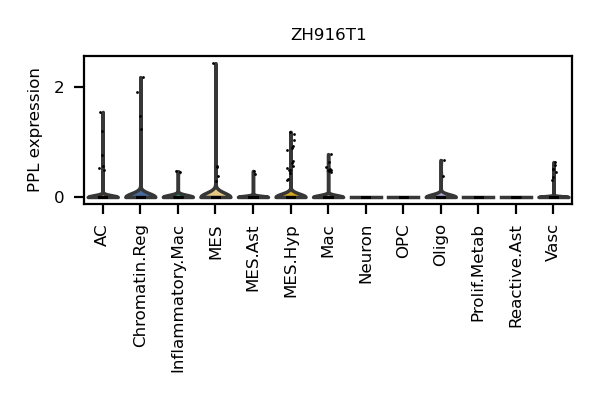 ZH916T1
PPL expression
2
0
AC
Chromatin.Reg
Inflammatory.Mac
MES
MES.Ast
MES.Hyp
Mac
Neuron
OPC
Oligo
Prolif.Metab
Reactive.Ast
Vasc